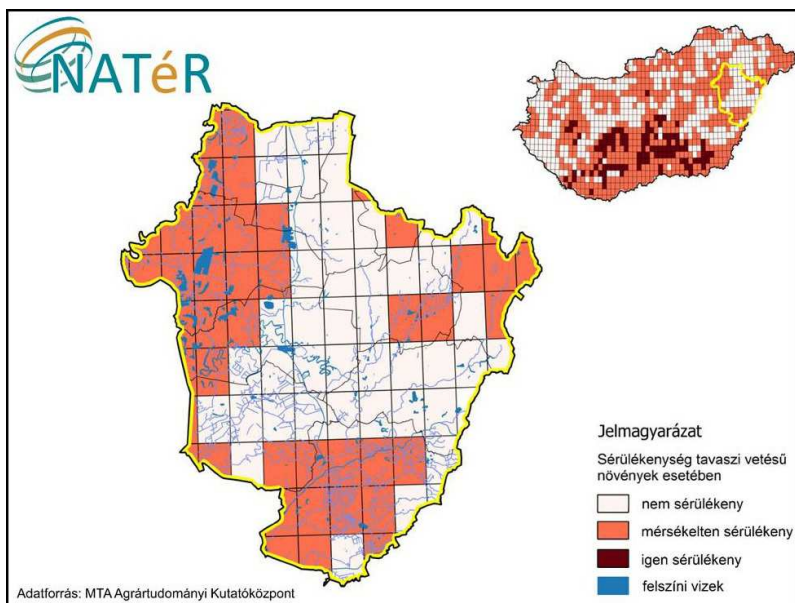 NATéR
Jelmagyarázat
Sérülékenység tavaszi vetésű
növények esetében
nem sérülékeny
mérsékelten sérülékeny
igen sérülékeny
felszíni vizek
Adatforrás: MTA Agrártudományi Kutatóközpont